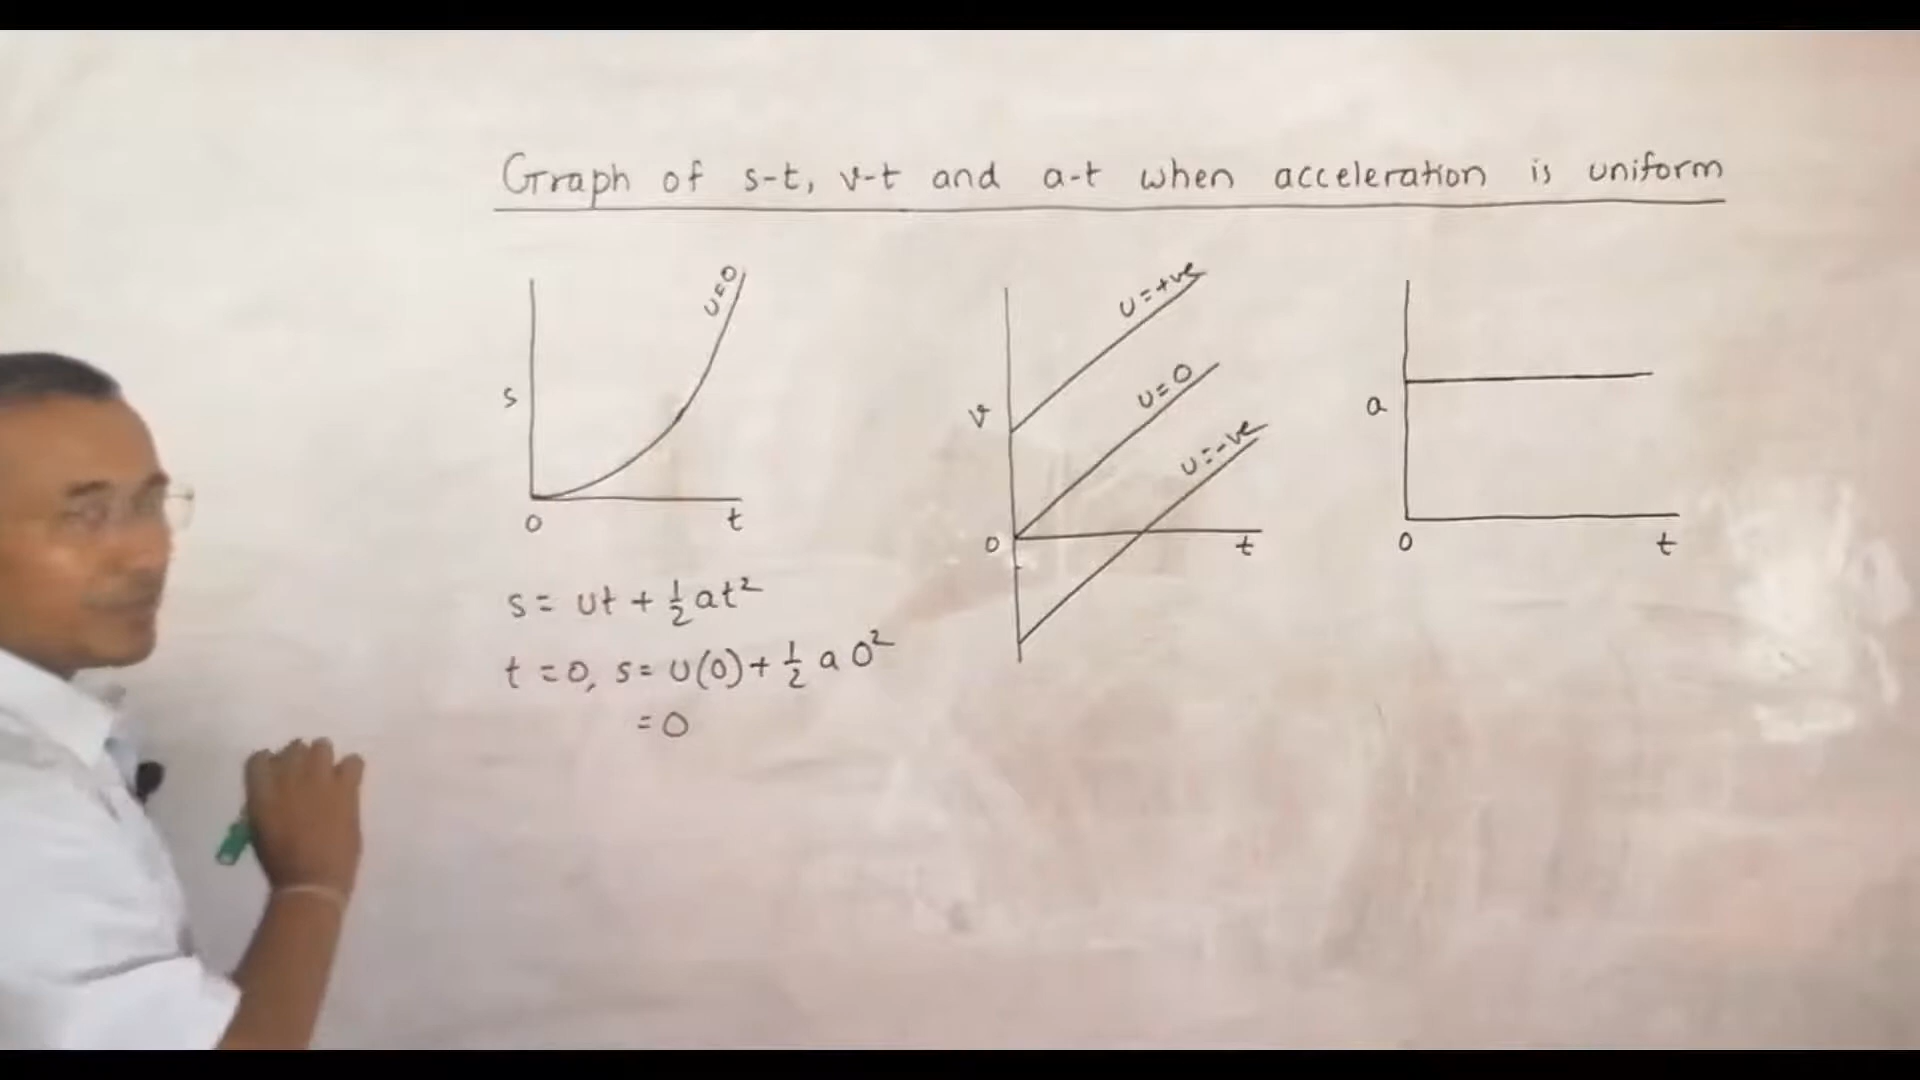 Graph of s-t, v-t and a-t when acceleration is uniform
s
u=0
0
t
v
u=+ve
u=0
u=-ve
0
t
a
0
t
s= ut + ½at²
t =0, s= u(0)+ ½ a 0²
=0